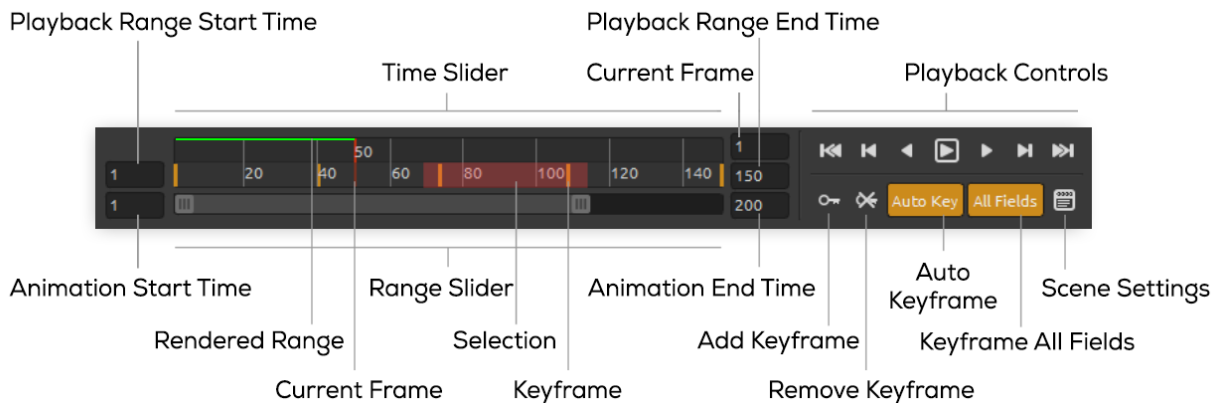 Playback Range Start Time
Playback Range End Time
Time Slider
Current Frame
Playback Controls
50
1
1
20
40
60
80
100
120
140
150
1
200
Auto Key
All Fields
Animation Start Time
Range Slider
Animation End Time
Auto
Keyframe
Scene Settings
Rendered Range
Selection
Add Keyframe
Keyframe All Fields
Current Frame
Keyframe
Remove Keyframe